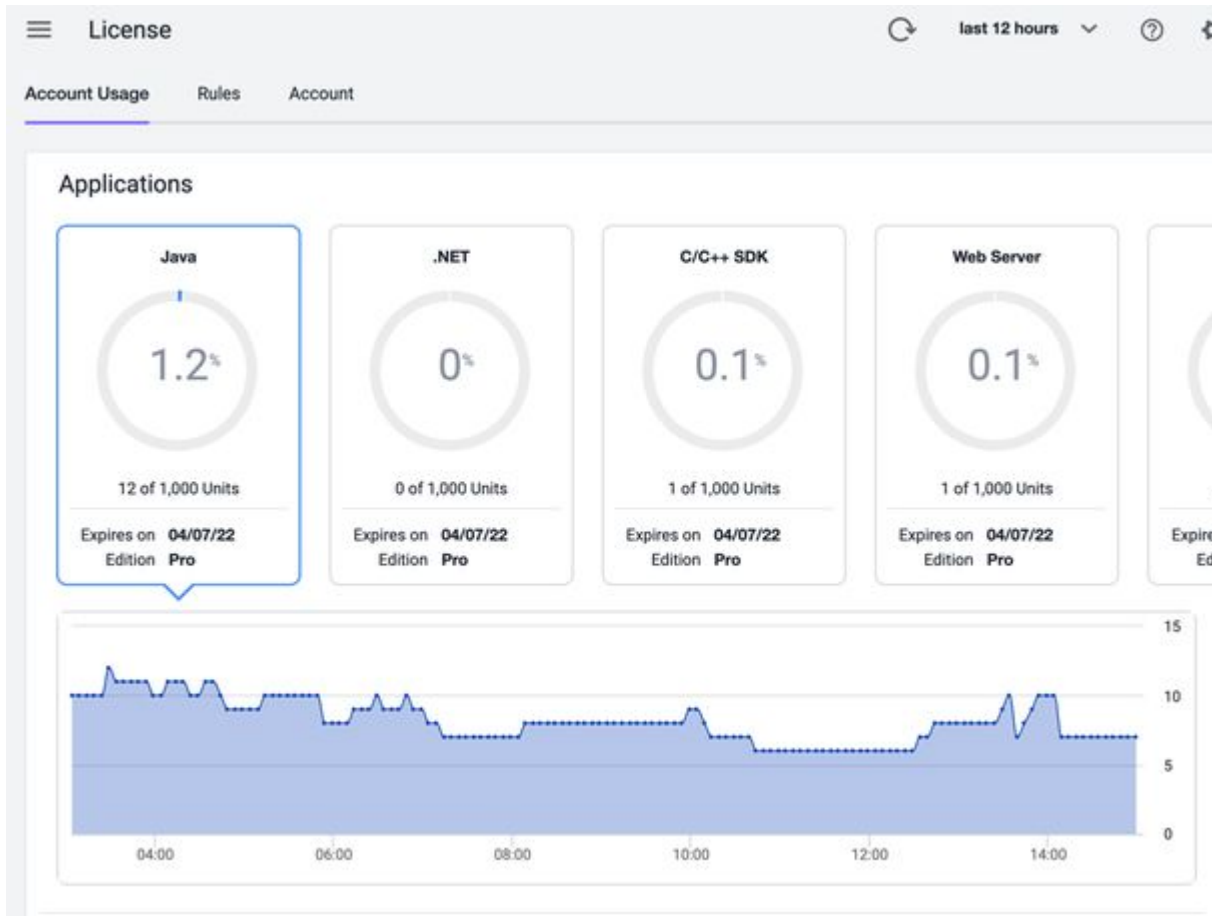 License
last 12 hours
Account Usage Rules Account
Applications
Java
1.2%
12 of 1,000 Units
Expires on 04/07/22
Edition Pro
.NET
0%
0 of 1,000 Units
Expires on 04/07/22
Edition Pro
C/C++ SDK
0.1%
1 of 1,000 Units
Expires on 04/07/22
Edition Pro
Web Server
0.1%
1 of 1,000 Units
Expires on 04/07/22
Edition Pro
15
10
5
0
04:00 06:00 08:00 10:00 12:00 14:00